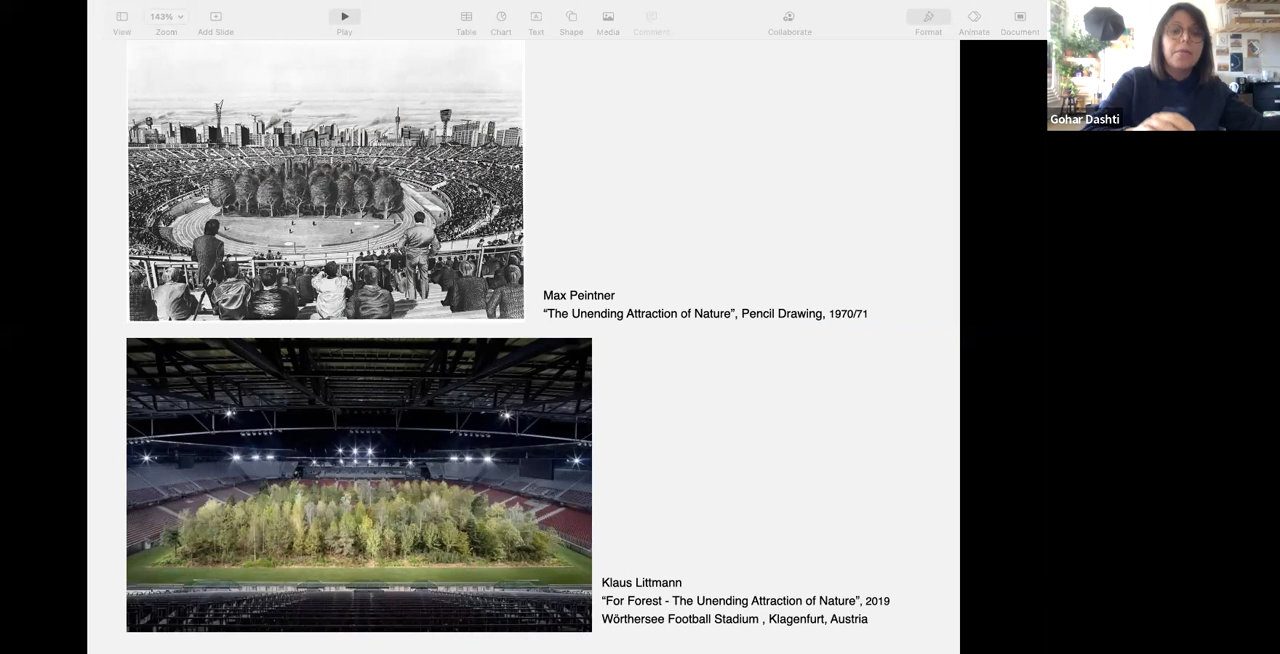 View
143%
Zoom
Add Slide
Play
Table
Chart
Text
Shape
Media
Comment
Collaborate
Format
Animate
Document
Gohar Dashti
Max Peintner
“The Unending Attraction of Nature”, Pencil Drawing, 1970/71
Klaus Littmann
“For Forest - The Unending Attraction of Nature”, 2019
Wörthersee Football Stadium , Klagenfurt, Austria